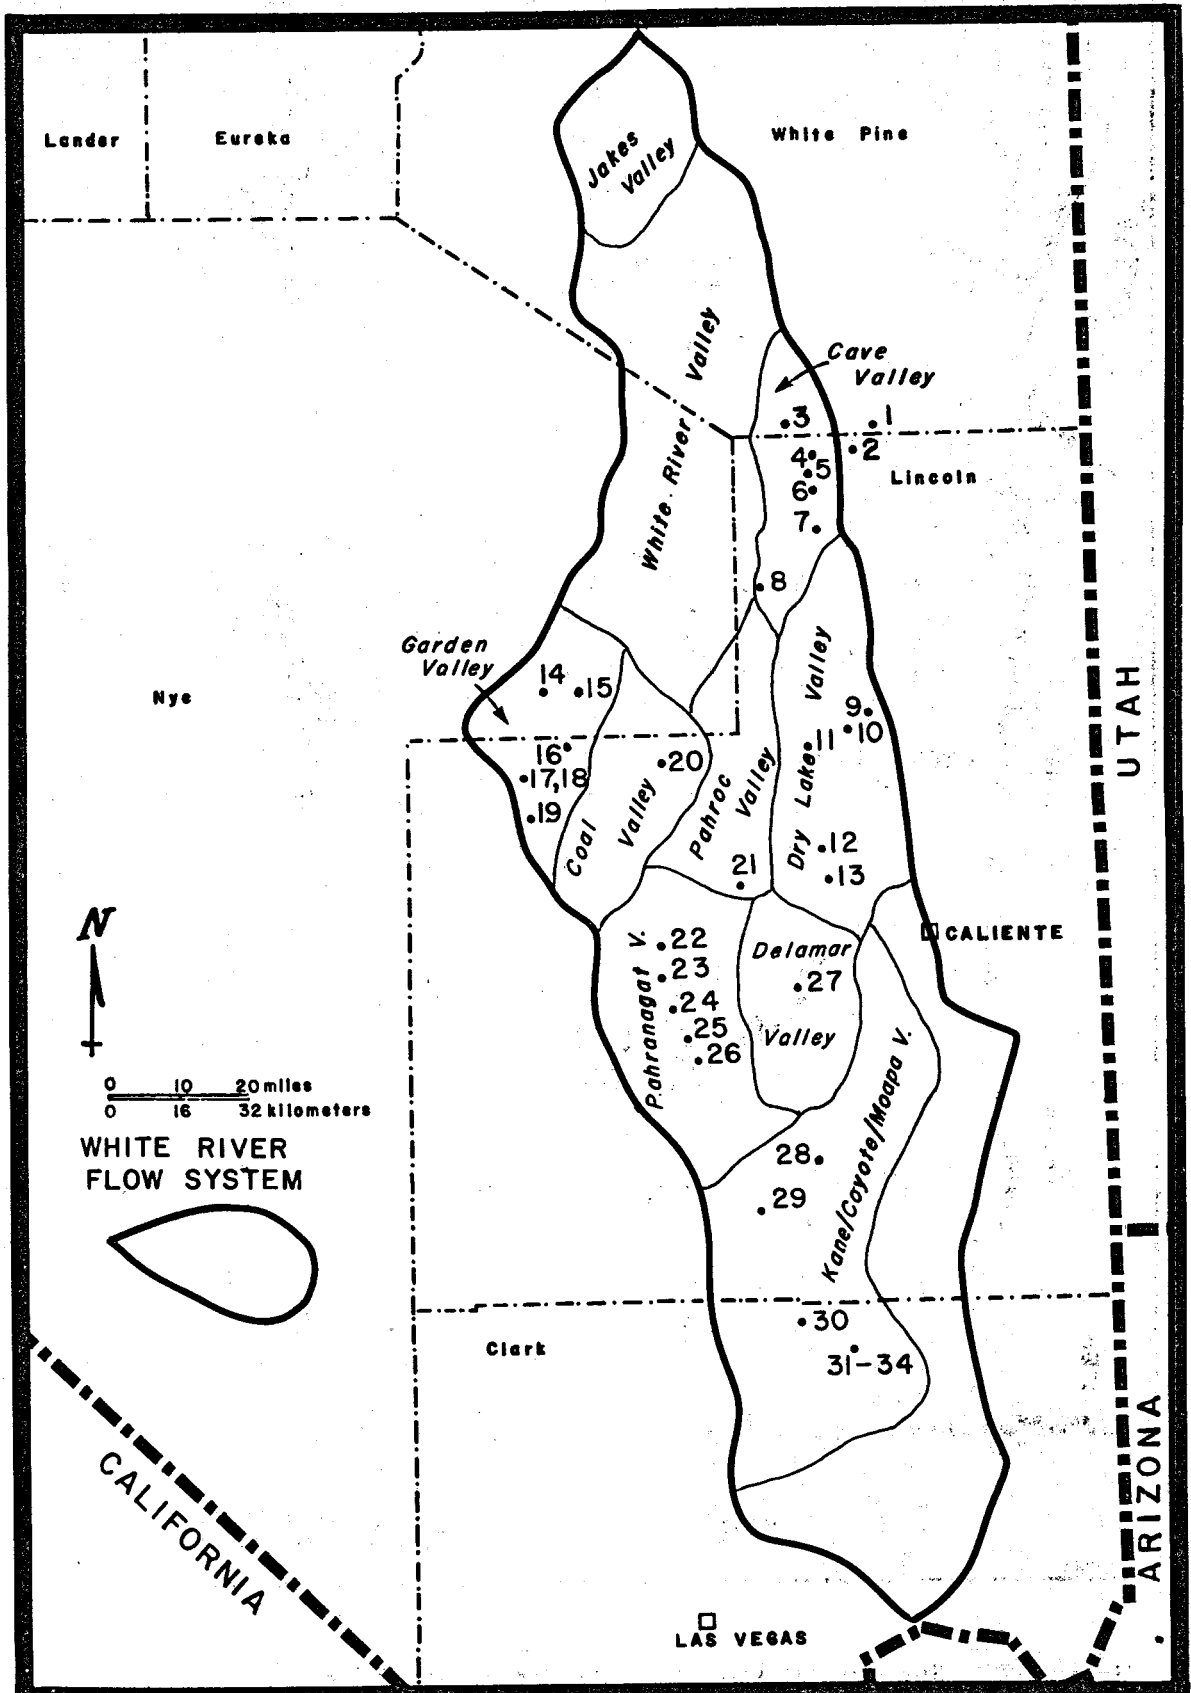 Lander
Eureka
White Pine
Jakes
Valley
White River Valley
Cave
Valley
3
1
2
4
5
6
7
Lincoln
8
Garden
Valley
14
15
Nye
16
17,18
19
20
Coal Valley
Pahroc Valley
Dry Lake Valley
9
10
11
12
13
21
UTAH
N
CALIENTE
Pahranagat V.
22
23
24
25
26
Delamar
27
Valley
0 10 20 miles
0 16 32 kilometers
WHITE RIVER
FLOW SYSTEM
Kane/Coyote/Moapa V.
28
29
30
31-34
Clark
CALIFORNIA
ARIZONA
LAS VEGAS